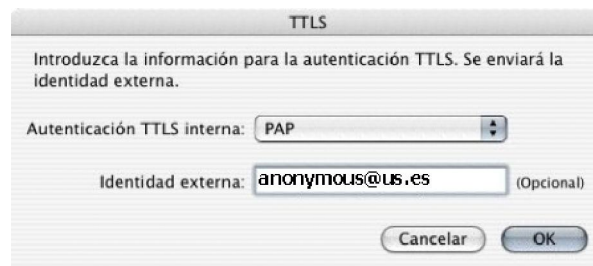 TTLS
Introduzca la información para la autenticación TTLS. Se enviará la
identidad externa.
Autenticación TTLS interna: PAP
Identidad externa: anonymous@us.es (Opcional)
Cancelar OK